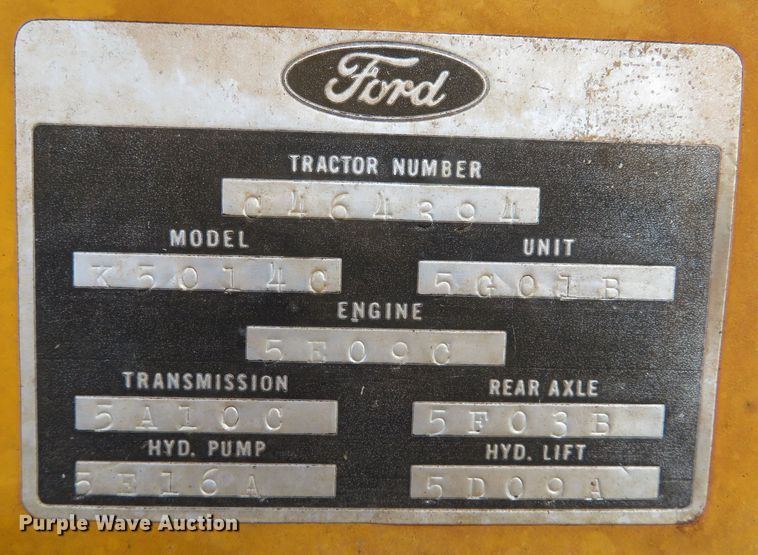 Ford
TRACTOR NUMBER
C464394
MODEL UNIT
K5014C 5G01B
ENGINE
5E09C
TRANSMISSION REAR AXLE
5A10C 5F03B
HYD. PUMP HYD. LIFT
5E16A 5D09A
Purple Wave Auction